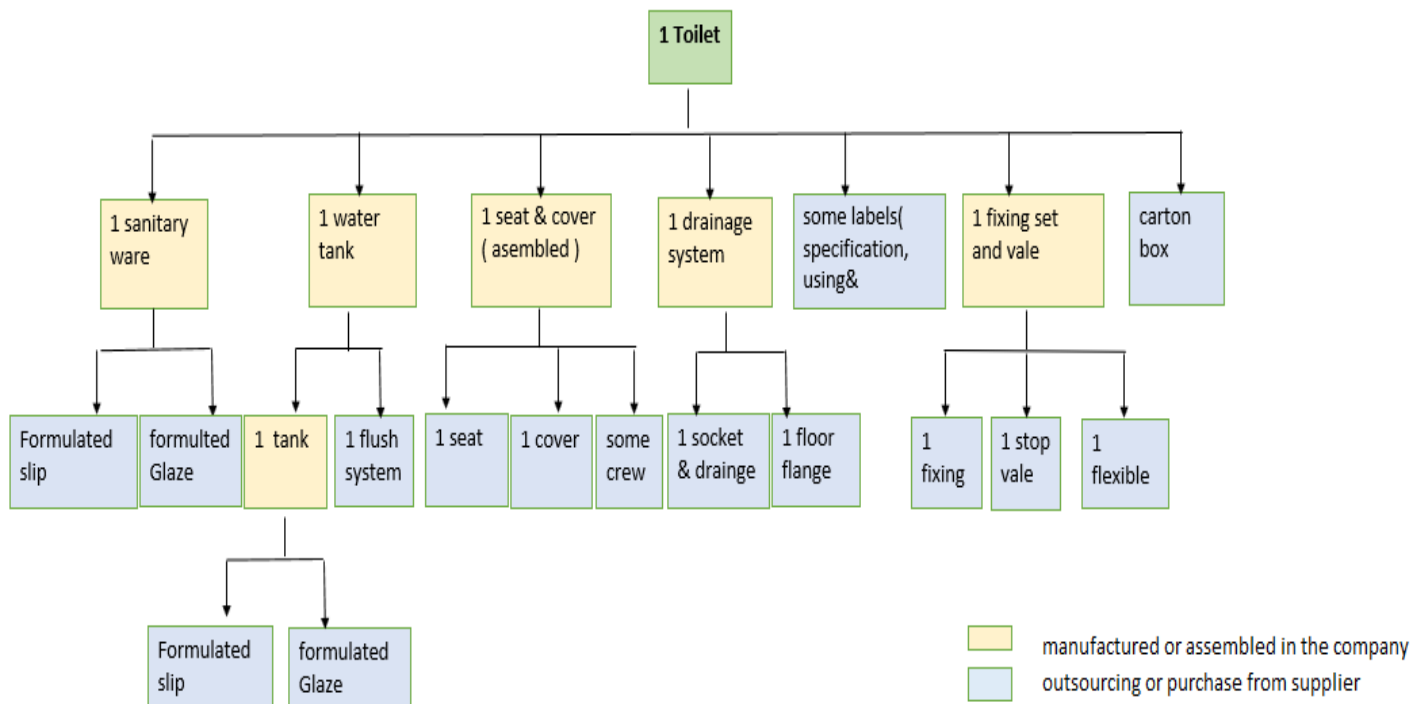 1 Toilet
1 sanitary
ware
1 water
tank
1 seat & cover
( asembled )
1 drainage
system
some labels(
specification,
using&
1 fixing set
and vale
carton
box
Formulated
slip
formulted
Glaze
1 tank
1 flush
system
1 seat
1 cover
some
crew
1 socket
& drainge
1 floor
flange
1
fixing
1 stop
vale
1
flexible
Formulated
slip
formulated
Glaze
manufactured or assembled in the company
outsourcing or purchase from supplier